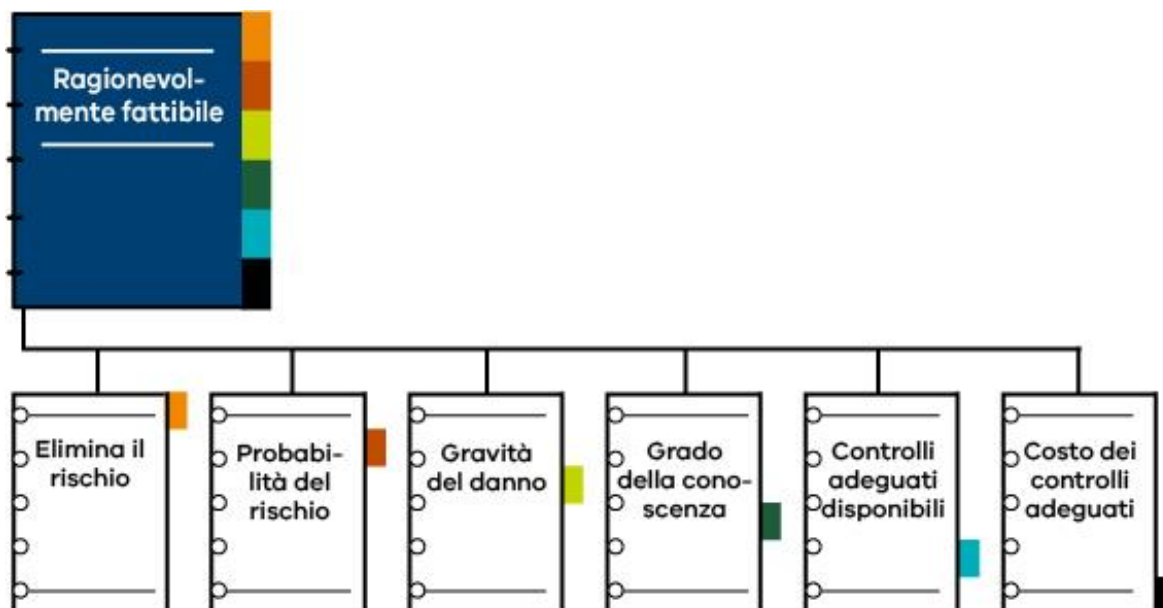 Ragionevol-
mente fattibile
Elimina il
rischio
Probabi-
lità del
rischio
Gravità
del danno
Grado
della cono-
scenza
Controlli
adeguati
disponibili
Costo dei
controlli
adeguati